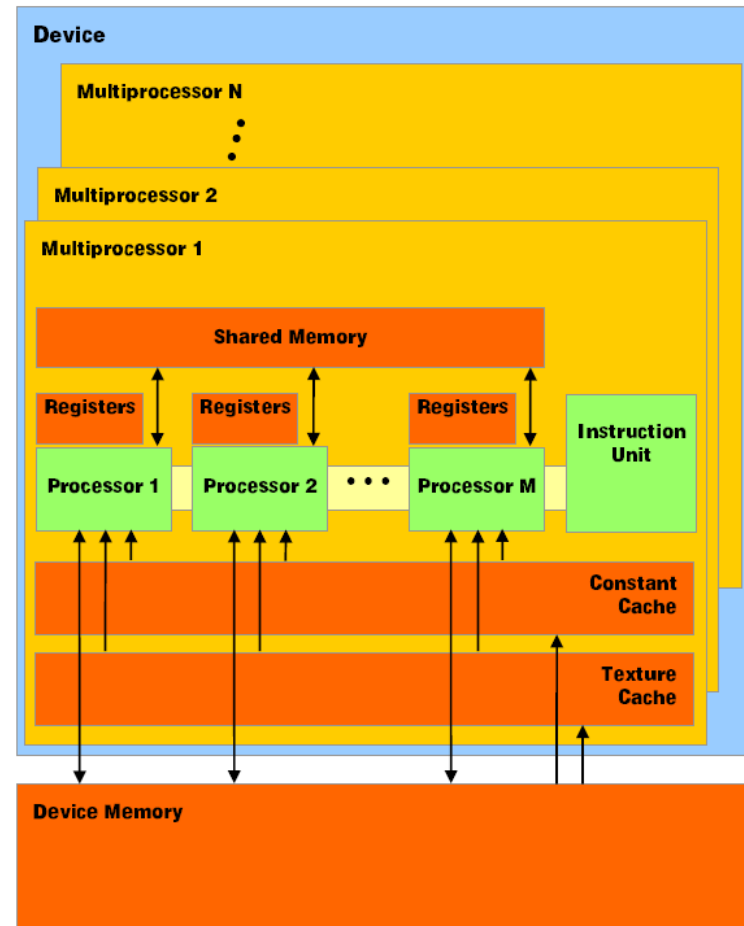 Device
Multiprocessor N
Multiprocessor 2
Multiprocessor 1
Shared Memory
Registers
Registers
Registers
Instruction
Unit
Processor 1
Processor 2
• • •
Processor M
Constant
Cache
Texture
Cache
Device Memory